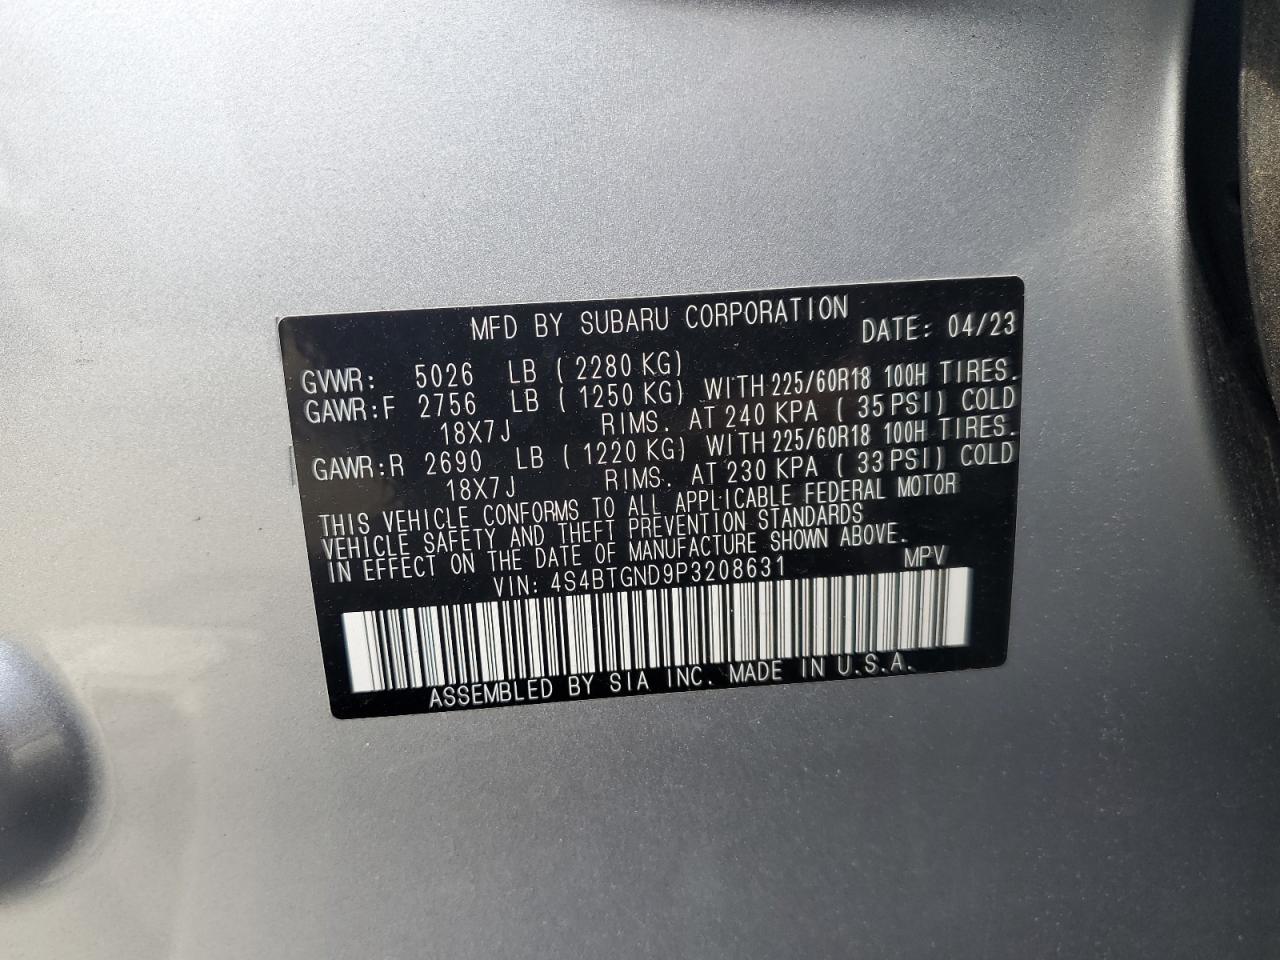 MFD BY SUBARU CORPORATION DATE: 04/23
GVWR: 5026 LB ( 2280 KG)
GAWR:F 2756 LB ( 1250 KG) WITH 225/60R18 100H TIRES.
18X7J RIMS. AT 240 KPA ( 35 PSI) COLD
GAWR:R 2690 LB ( 1220 KG) WITH 225/60R18 100H TIRES.
18X7J RIMS. AT 230 KPA ( 33 PSI) COLD
THIS VEHICLE CONFORMS TO ALL APPLICABLE FEDERAL MOTOR
VEHICLE SAFETY AND THEFT PREVENTION STANDARDS
IN EFFECT ON THE DATE OF MANUFACTURE SHOWN ABOVE.
VIN: 4S4BTGND9P3208631 MPV
ASSEMBLED BY SIA INC. MADE IN U.S.A.